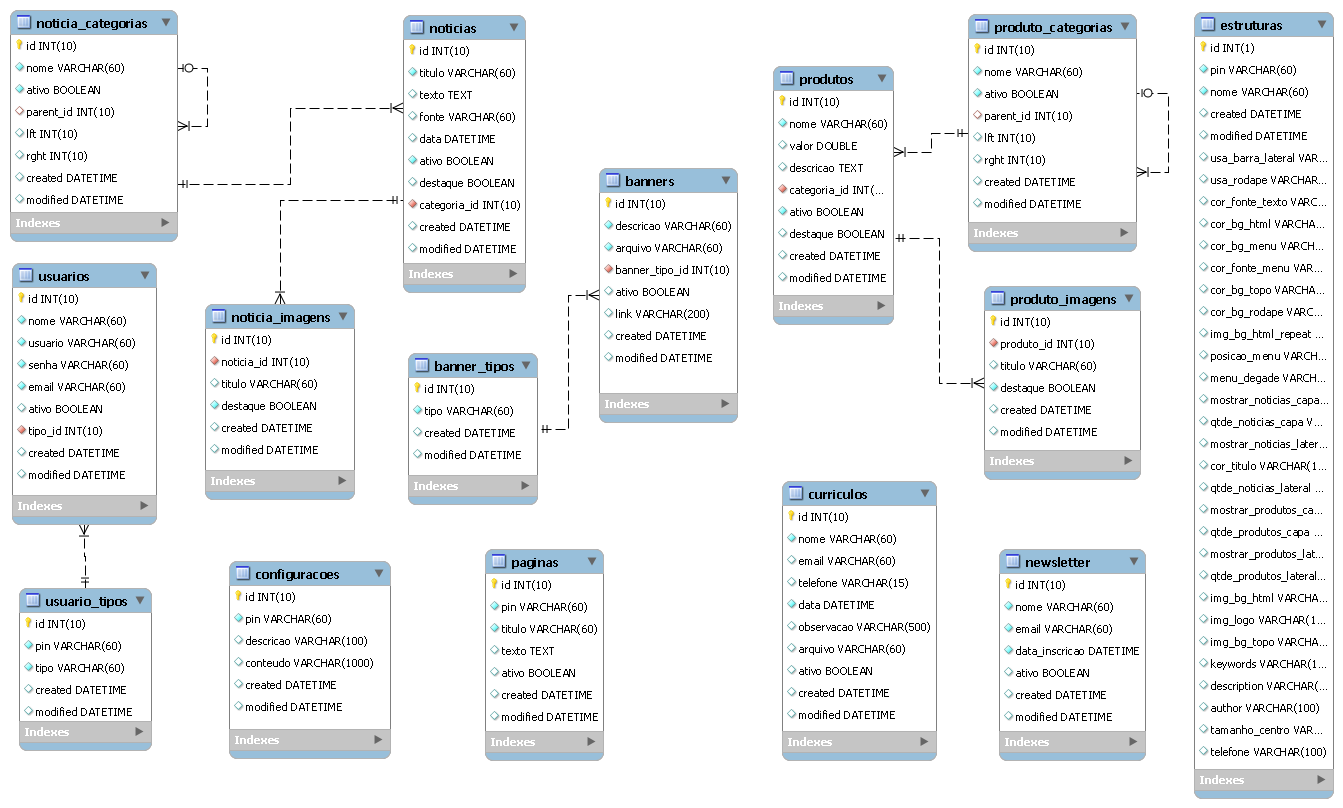 noticia_categorias
id INT(10)
nome VARCHAR(60)
ativo BOOLEAN
parent_id INT(10)
lft INT(10)
rght INT(10)
created DATETIME
modified DATETIME
Indexes
noticias
id INT(10)
titulo VARCHAR(60)
texto TEXT
fonte VARCHAR(60)
data DATETIME
ativo BOOLEAN
destaque BOOLEAN
categoria_id INT(10)
created DATETIME
modified DATETIME
Indexes
produtos
id INT(10)
nome VARCHAR(60)
valor DOUBLE
descricao TEXT
categoria_id INT(...
ativo BOOLEAN
destaque BOOLEAN
created DATETIME
modified DATETIME
Indexes
produto_categorias
id INT(10)
nome VARCHAR(60)
ativo BOOLEAN
parent_id INT(10)
lft INT(10)
rght INT(10)
created DATETIME
modified DATETIME
Indexes
estruturas
id INT(1)
pin VARCHAR(60)
nome VARCHAR(60)
created DATETIME
modified DATETIME
usa_barra_lateral VAR...
usa_rodape VARCHAR...
cor_fonte_texto VARC...
cor_bg_html VARCHAR...
cor_bg_menu VARCH...
cor_fonte_menu VAR...
cor_bg_topo VARCHAR...
cor_bg_rodape VARC...
img_bg_html_repeat ...
posicao_menu VARCH...
menu_degade VARCH...
mostrar_noticias_capa...
qtde_noticias_capa V...
mostrar_noticias_later...
cor_titulo VARCHAR(1...
qtde_noticias_lateral ...
mostrar_produtos_ca...
qtde_produtos_capa ...
mostrar_produtos_lat...
qtde_produtos_lateral...
img_bg_html VARCHA...
img_logo VARCHAR(1...
img_bg_topo VARCHA...
keywords VARCHAR(1...
description VARCHAR(...
author VARCHAR(100)
tamanho_centro VAR...
telefone VARCHAR(100)
Indexes
banners
id INT(10)
descricao VARCHAR(60)
arquivo VARCHAR(60)
banner_tipo_id INT(10)
ativo BOOLEAN
link VARCHAR(200)
created DATETIME
modified DATETIME
Indexes
usuarios
id INT(10)
nome VARCHAR(60)
usuario VARCHAR(60)
senha VARCHAR(60)
email VARCHAR(60)
ativo BOOLEAN
tipo_id INT(10)
created DATETIME
modified DATETIME
Indexes
noticia_imagens
id INT(10)
noticia_id INT(10)
titulo VARCHAR(60)
destaque BOOLEAN
created DATETIME
modified DATETIME
Indexes
banner_tipos
id INT(10)
tipo VARCHAR(60)
created DATETIME
modified DATETIME
Indexes
produto_imagens
id INT(10)
produto_id INT(10)
titulo VARCHAR(60)
destaque BOOLEAN
created DATETIME
modified DATETIME
Indexes
usuario_tipos
id INT(10)
pin VARCHAR(60)
tipo VARCHAR(60)
created DATETIME
modified DATETIME
Indexes
configuracoes
id INT(10)
pin VARCHAR(60)
descricao VARCHAR(100)
conteudo VARCHAR(1000)
created DATETIME
modified DATETIME
Indexes
paginas
id INT(10)
pin VARCHAR(60)
titulo VARCHAR(60)
texto TEXT
ativo BOOLEAN
created DATETIME
modified DATETIME
Indexes
curriculos
id INT(10)
nome VARCHAR(60)
email VARCHAR(60)
telefone VARCHAR(15)
data DATETIME
observacao VARCHAR(500)
arquivo VARCHAR(60)
ativo BOOLEAN
created DATETIME
modified DATETIME
Indexes
newsletter
id INT(10)
nome VARCHAR(60)
email VARCHAR(60)
data_inscricao DATETIME
ativo BOOLEAN
created DATETIME
modified DATETIME
Indexes